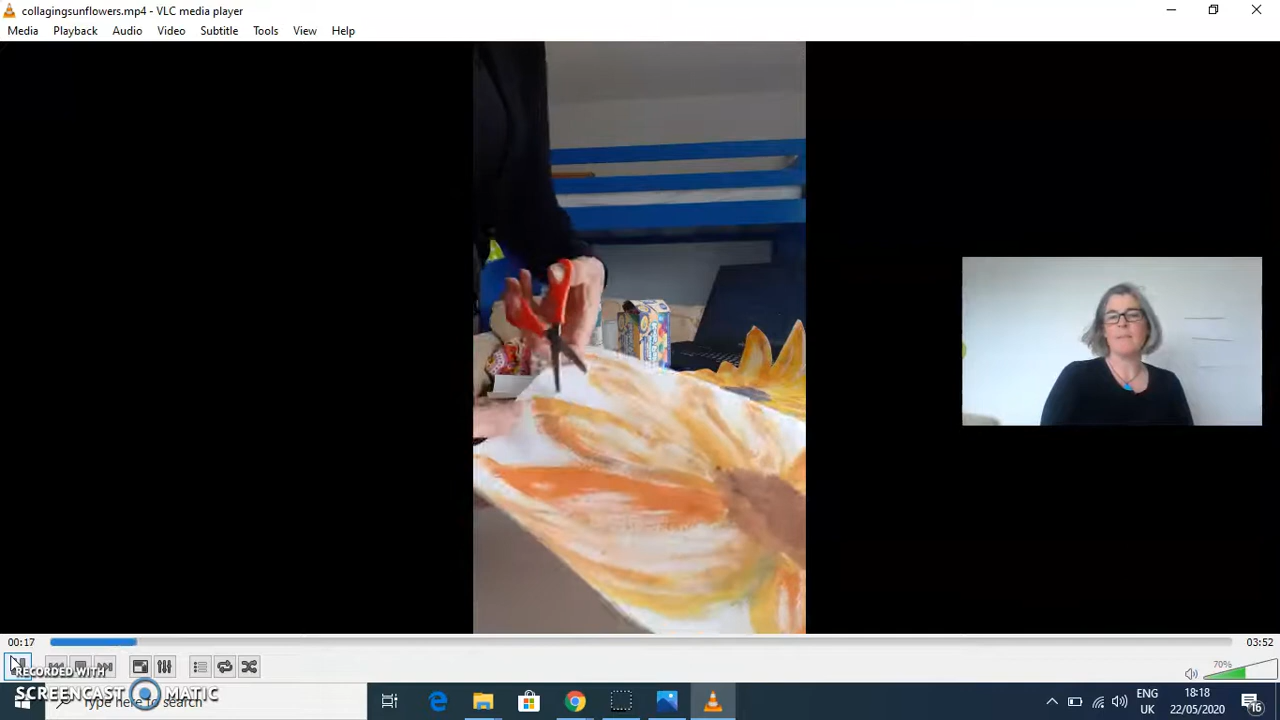 collagingsunflowers.mp4 - VLC media player
Media Playback Audio Video Subtitle Tools View Help
00:17
03:52
70%
RECORDED WITH
SCREENCAST MATIC
Type here to search
ENG
UK
18:18
22/05/2020
16